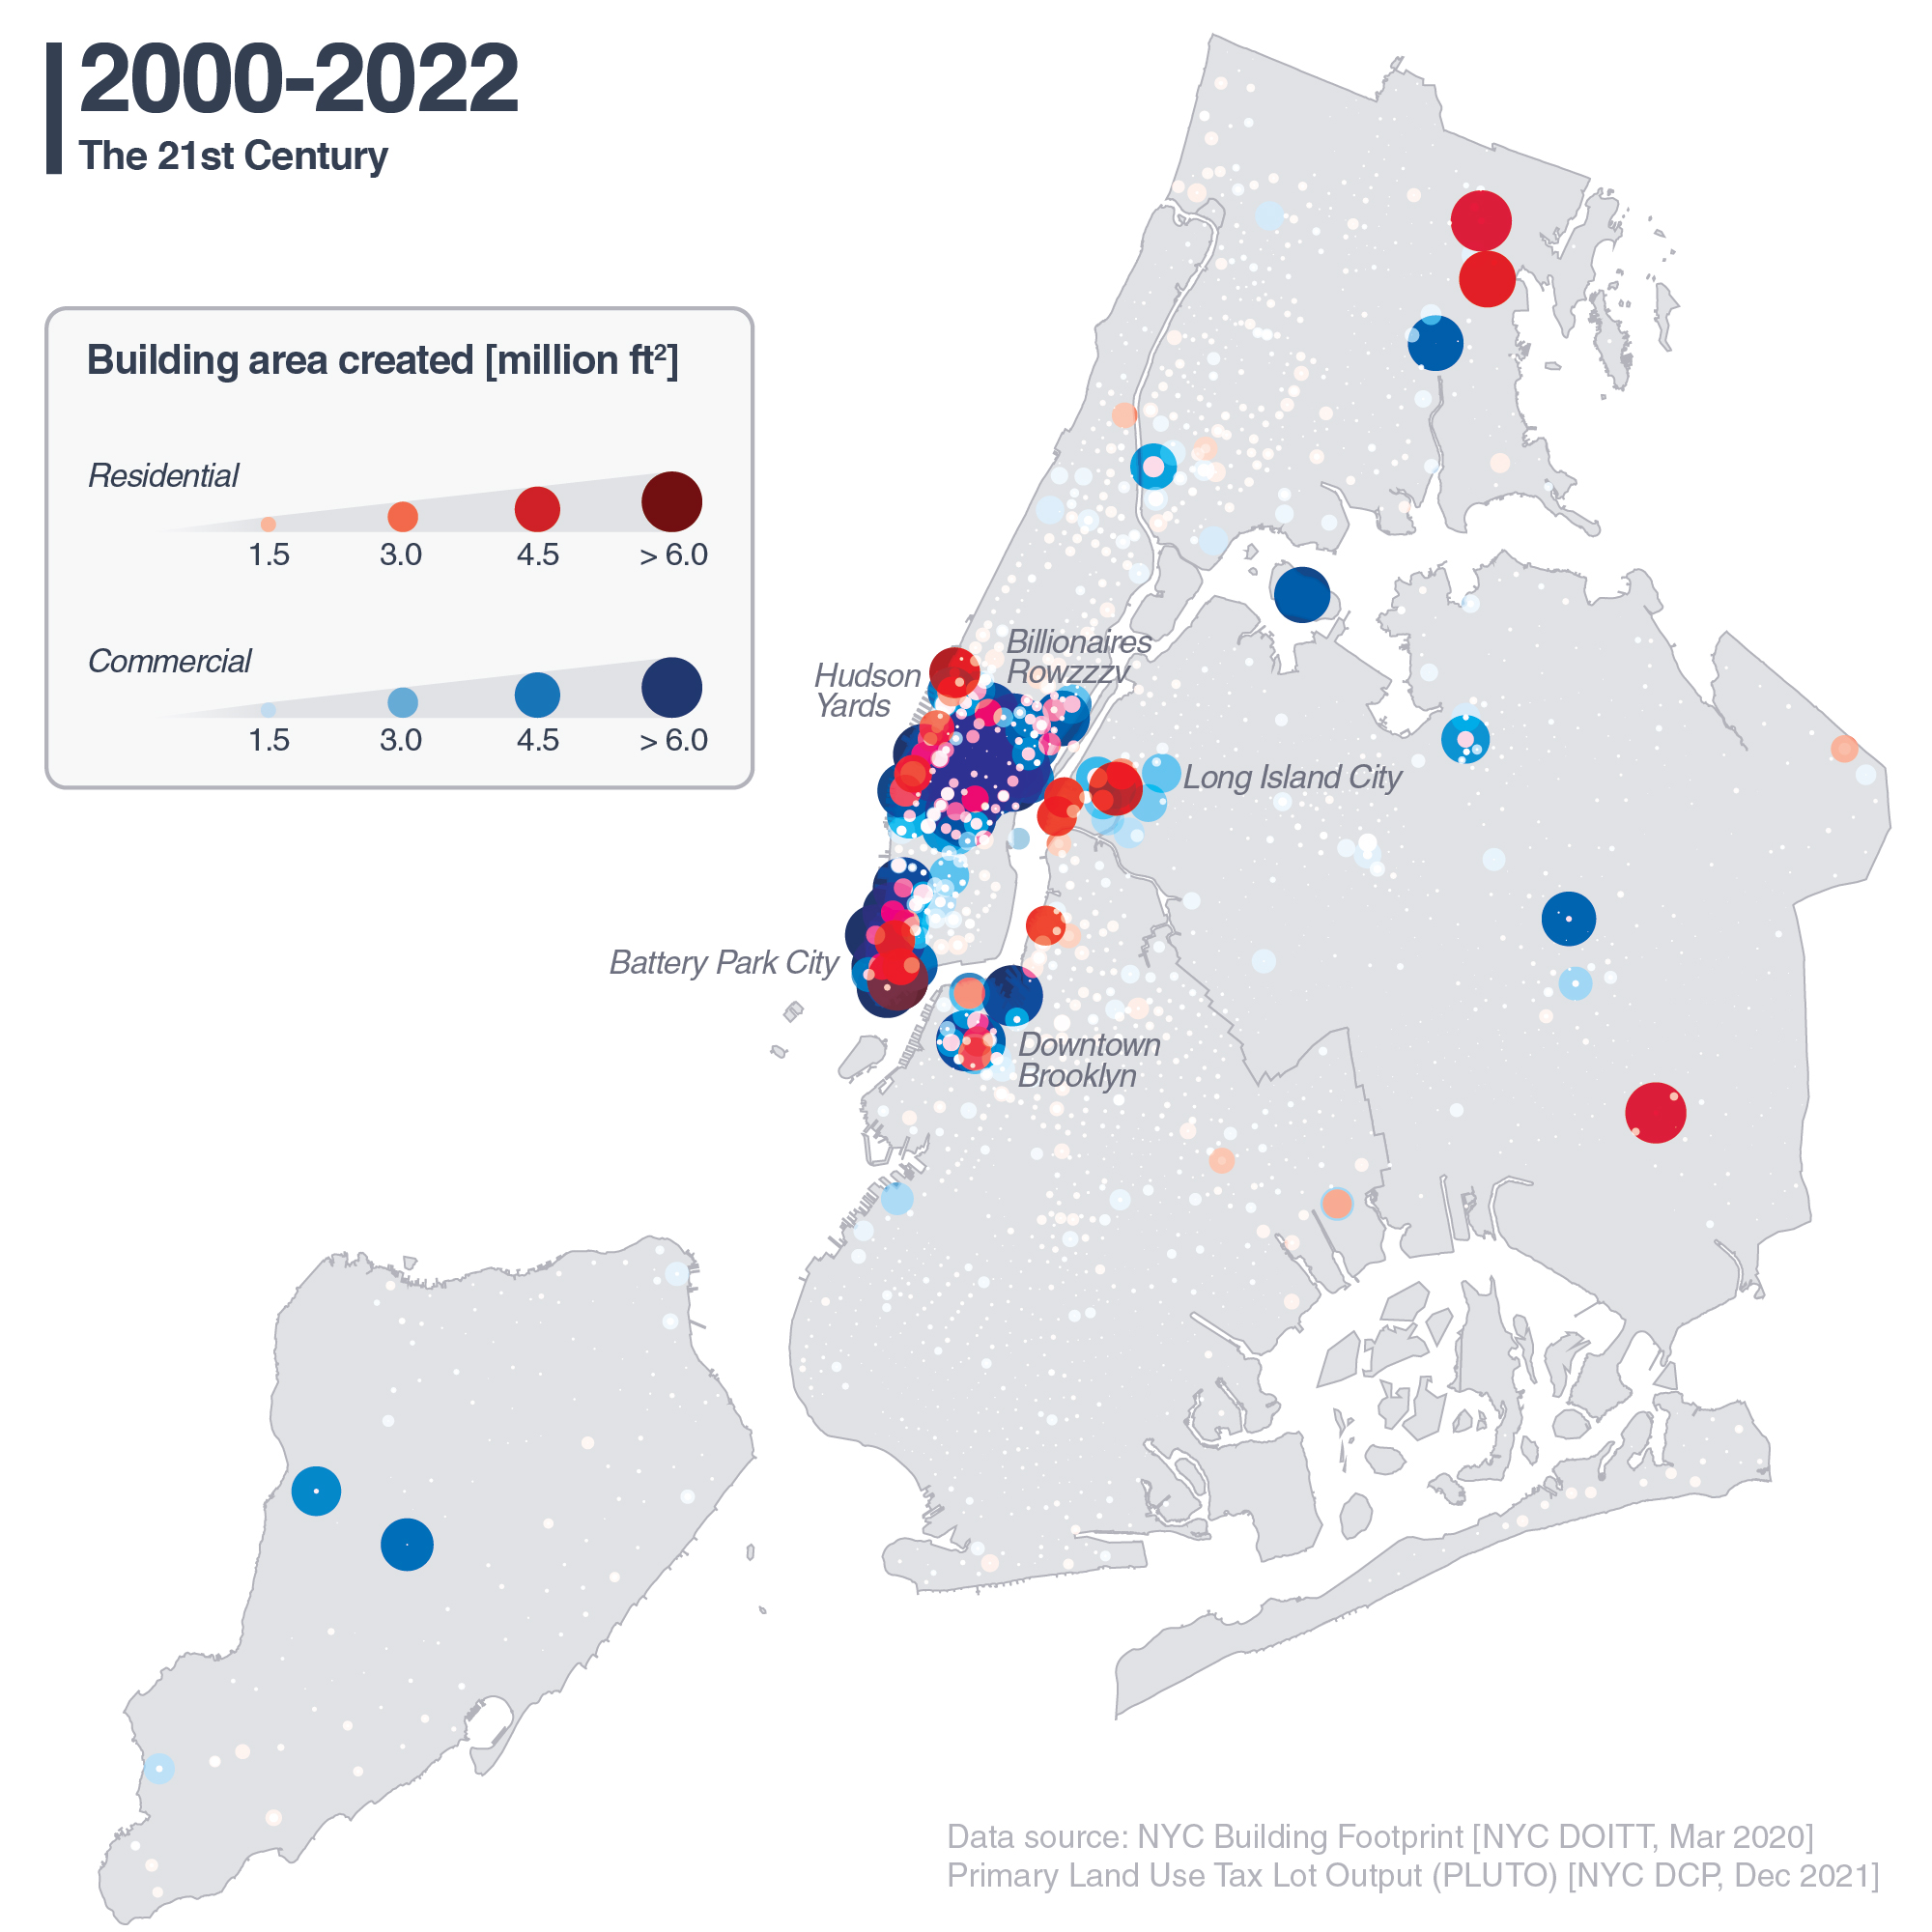 2000-2022
The 21st Century
Building area created [million ft²]
Residential
1.5 3.0 4.5 > 6.0
Commercial
1.5 3.0 4.5 > 6.0
Billionaires
Rowzzzv
Hudson
Yards
Long Island City
Battery Park City
Downtown
Brooklyn
Data source: NYC Building Footprint [NYC DOITT, Mar 2020]
Primary Land Use Tax Lot Output (PLUTO) [NYC DCP, Dec 2021]